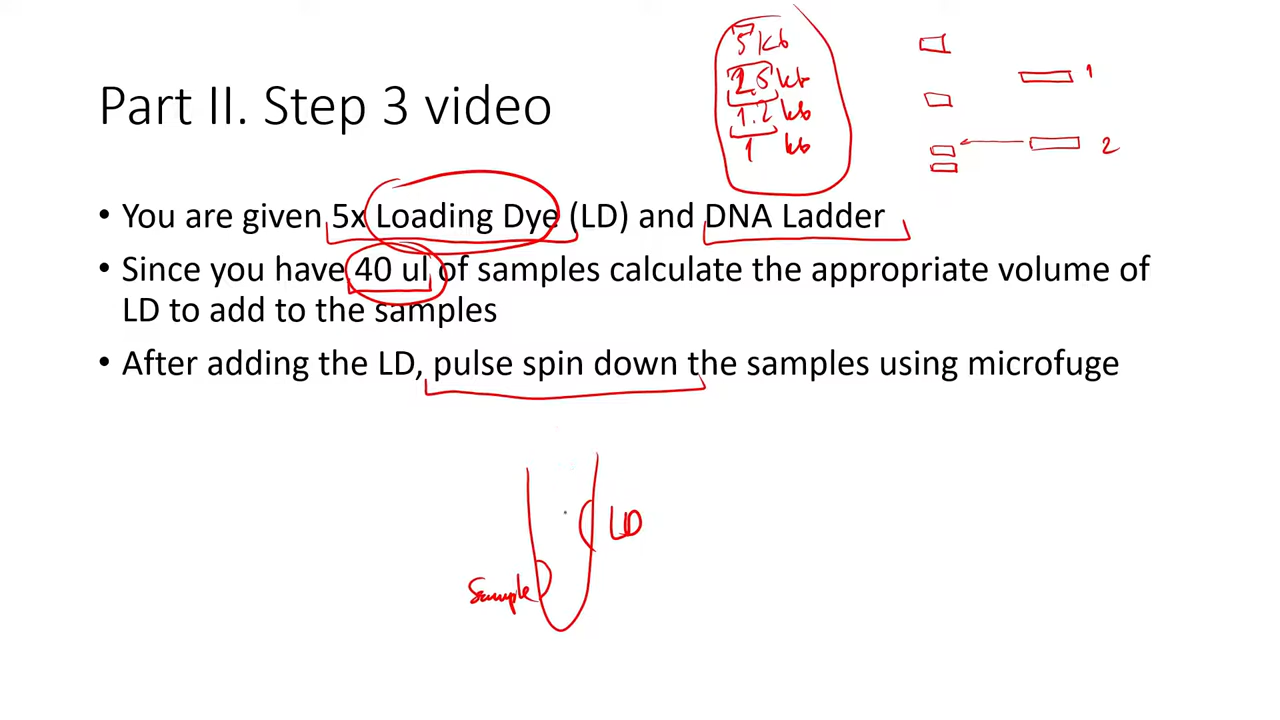 5 kb
2.5 kb
1.2 kb
1 kb
1
2
Part II. Step 3 video
• You are given 5x Loading Dye (LD) and DNA Ladder
• Since you have 40 ul of samples calculate the appropriate volume of
LD to add to the samples
• After adding the LD, pulse spin down the samples using microfuge
LD
Sample